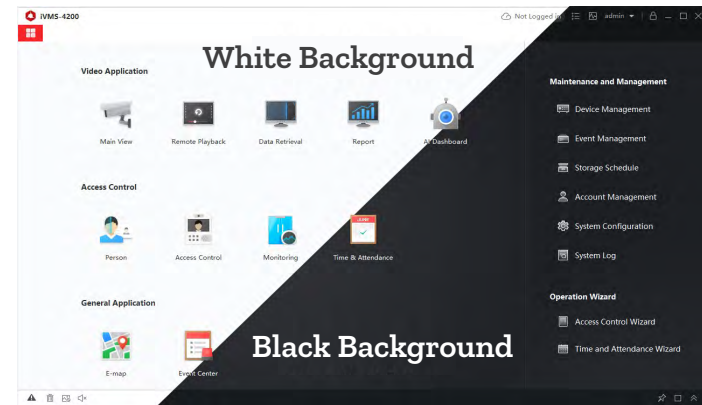 iVMS-4200
Not Logged in
admin
White Background
Video Application
Main View
Remote Playback
Data Retrieval
Report
AI Dashboard
Access Control
Person
Access Control
Monitoring
Time & Attendance
General Application
E-map
Event Center
Black Background
Maintenance and Management
Device Management
Event Management
Storage Schedule
Account Management
System Configuration
System Log
Operation Wizard
Access Control Wizard
Time and Attendance Wizard